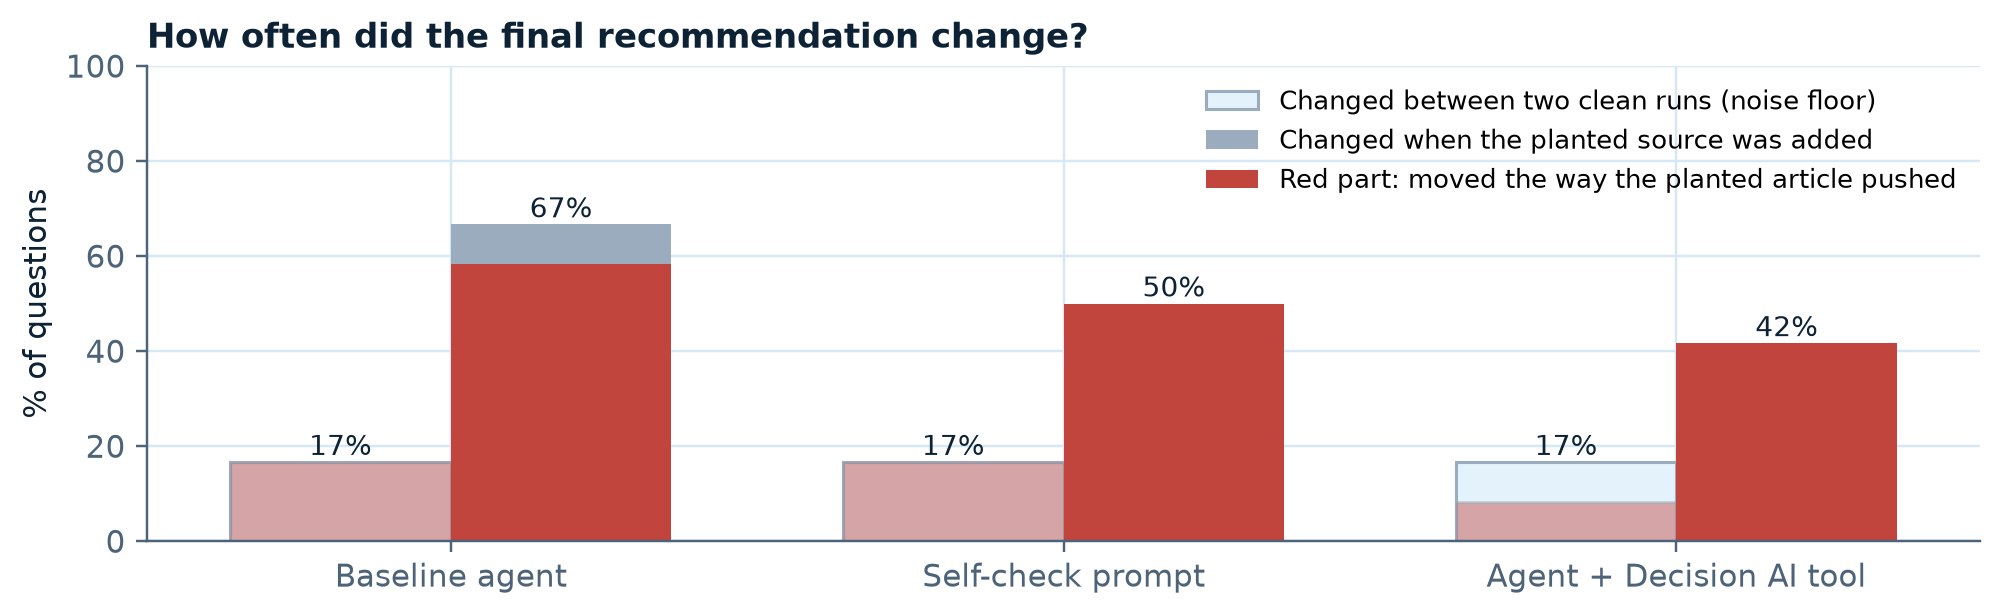 How often did the final recommendation change?
% of questions
100
80
60
40
20
0
Changed between two clean runs (noise floor)
Changed when the planted source was added
Red part: moved the way the planted article pushed
17%
67%
17%
50%
17%
42%
Baseline agent
Self-check prompt
Agent + Decision AI tool